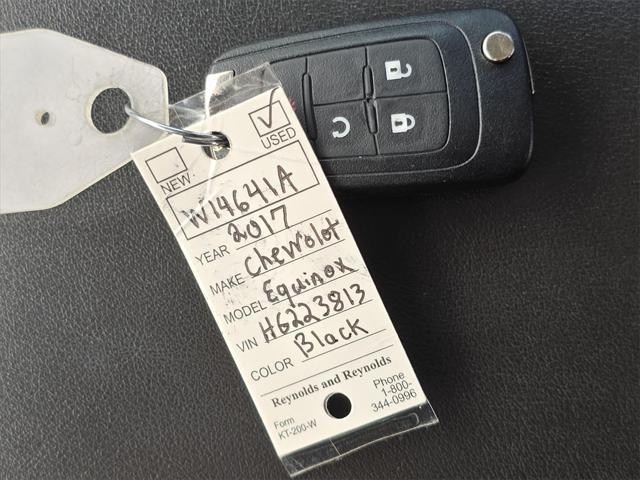 NEW
USED
W14641A
YEAR 2017
MAKE Chevrolet
MODEL Equinox
VIN HG223813
COLOR Black
Reynolds and Reynolds
Form
KT-200-W
Phone
1-800-
344-0996